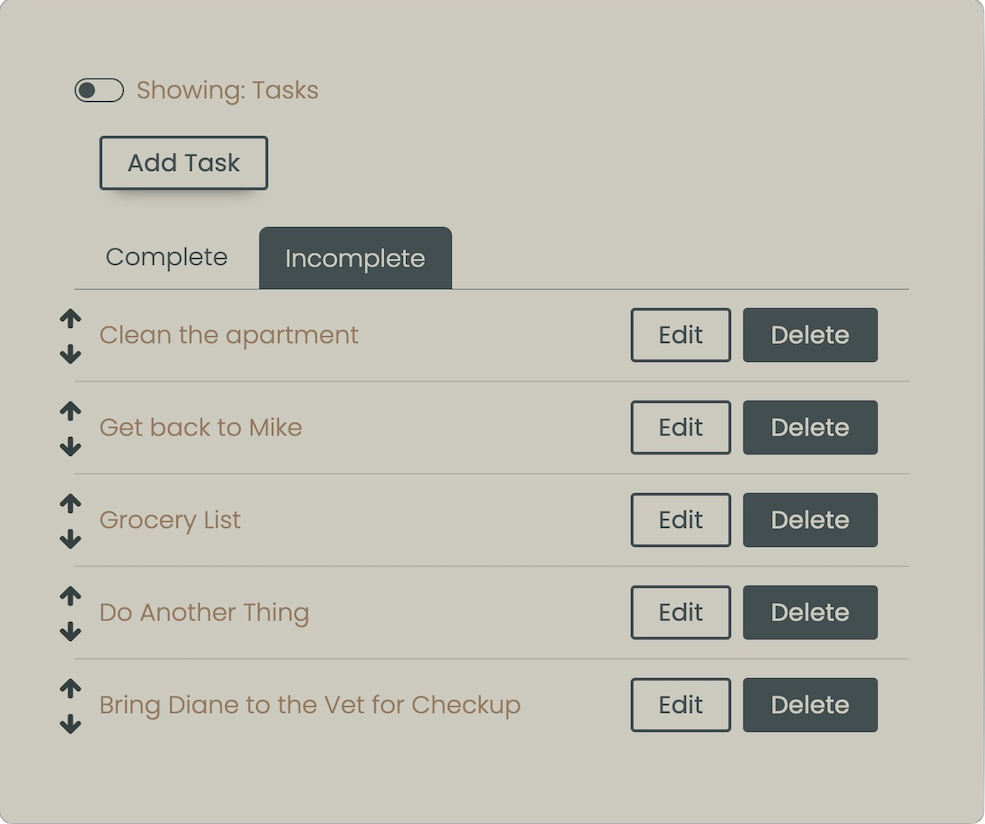 Showing: Tasks
Add Task
Complete Incomplete
Clean the apartment Edit Delete
Get back to Mike Edit Delete
Grocery List Edit Delete
Do Another Thing Edit Delete
Bring Diane to the Vet for Checkup Edit Delete